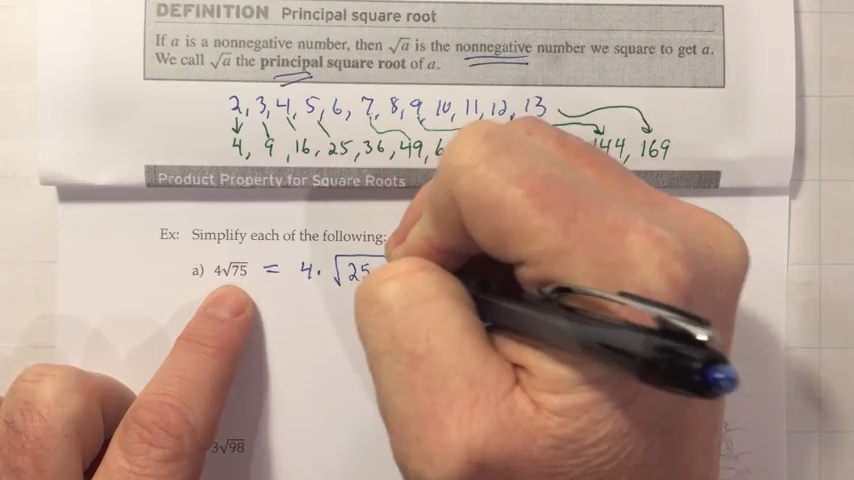 DEFINITION Principal square root
If a is a nonnegative number, then √a is the nonnegative number we square to get a.
We call √a the principal square root of a.
2, 3, 4, 5, 6, 7, 8, 9, 10, 11, 12, 13
4, 9, 16, 25, 36, 49, 144, 169
Product Property for Square Roots
Ex: Simplify each of the following:
a) 4√75 = 4 · √25
3√98